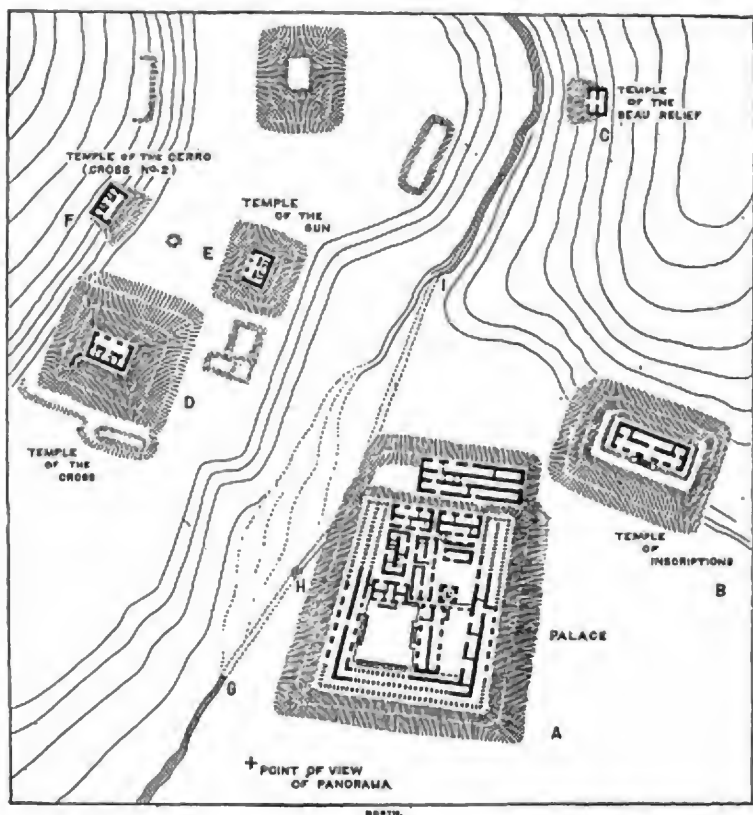 TEMPLE
OF THE
BEAU RELIEF
C
TEMPLE OF THE CERRO
(CROSS NO. 2)
F
TEMPLE
OF THE
SUN
E
I
D
TEMPLE
OF THE
CROSS
TEMPLE
OF
INSCRIPTIONS
B
H
PALACE
G
A
POINT OF VIEW
OF PANORAMA
NORTH.